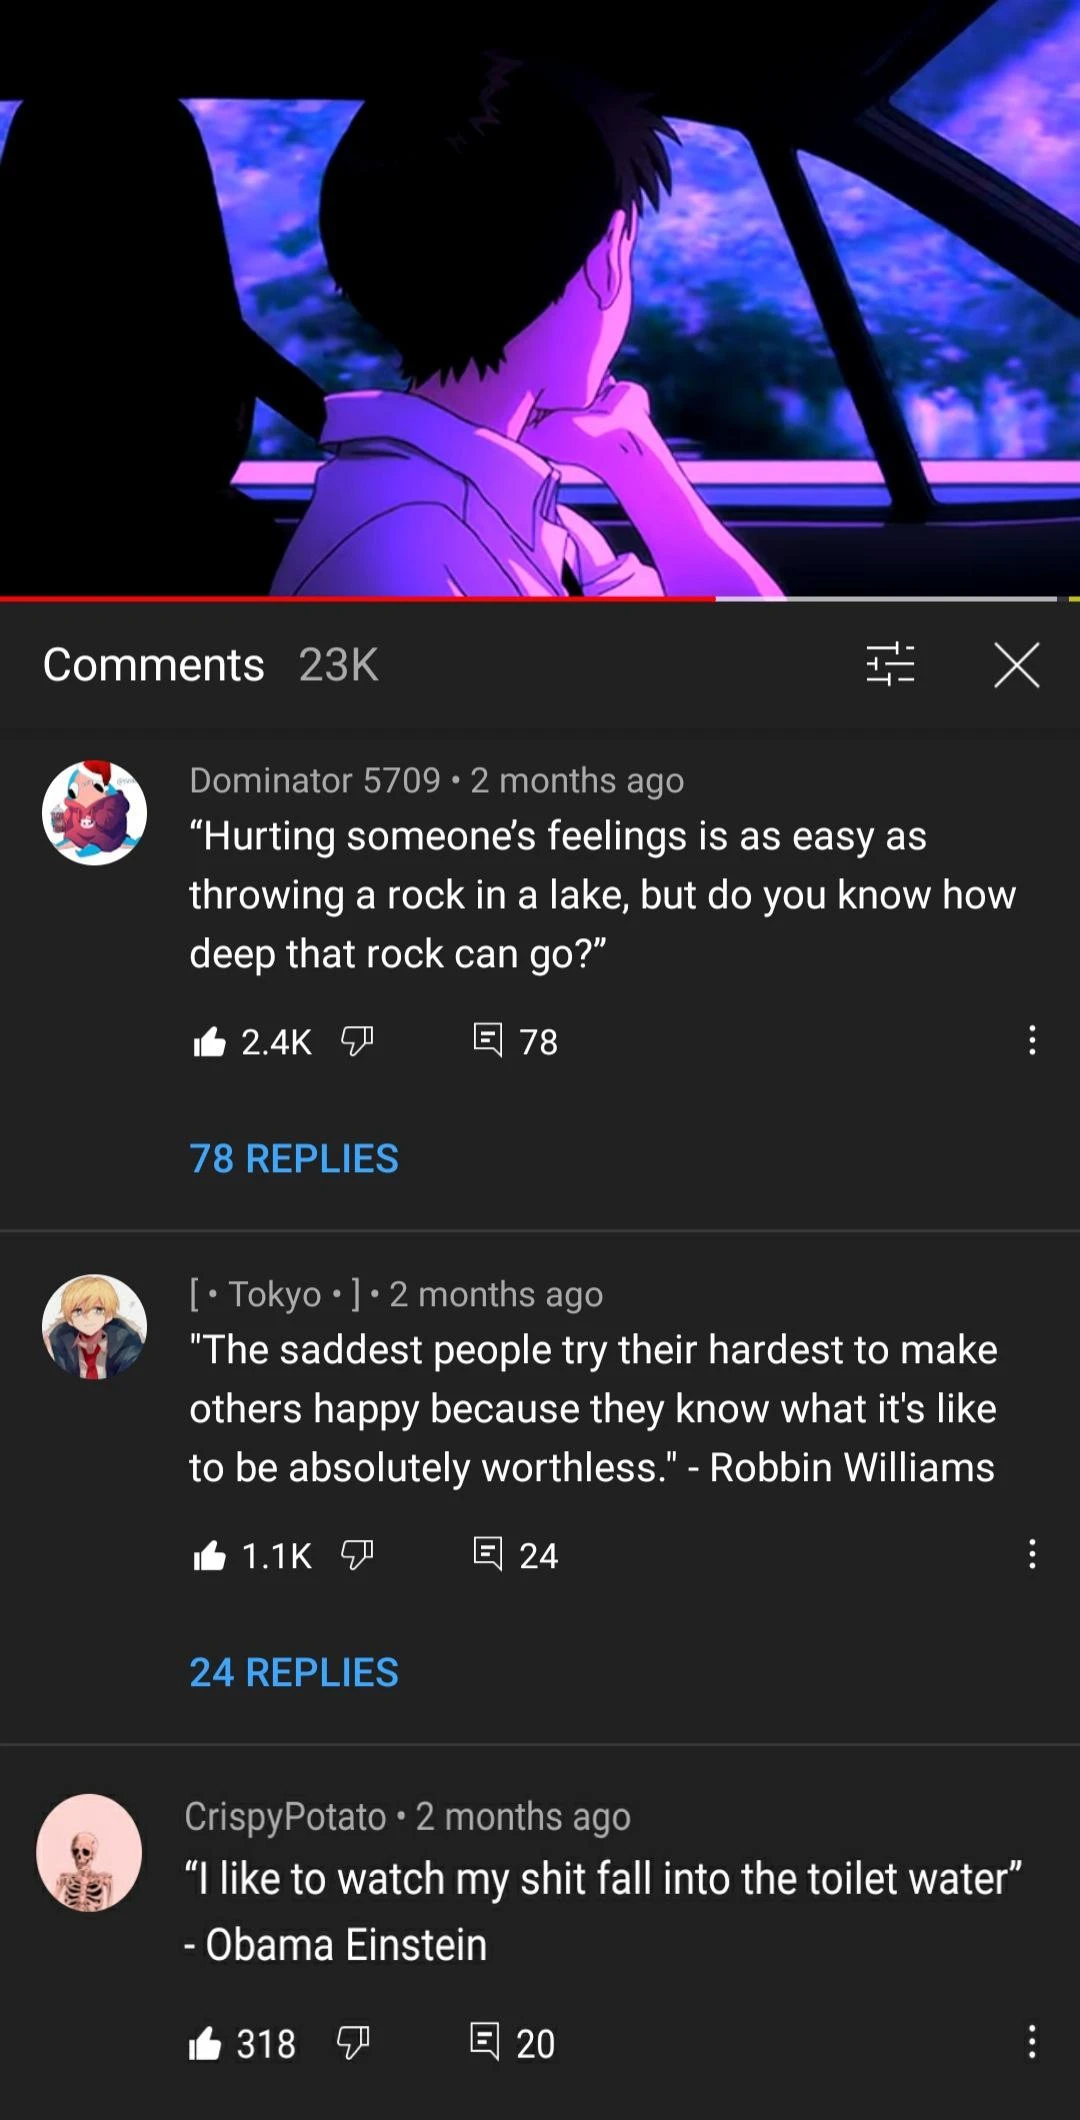 Comments 23K
Dominator 5709 • 2 months ago
“Hurting someone’s feelings is as easy as
throwing a rock in a lake, but do you know how
deep that rock can go?”
2.4K 78
78 REPLIES
[ • Tokyo • ] • 2 months ago
"The saddest people try their hardest to make
others happy because they know what it's like
to be absolutely worthless." - Robbin Williams
1.1K 24
24 REPLIES
CrispyPotato • 2 months ago
“I like to watch my shit fall into the toilet water”
- Obama Einstein
318 20